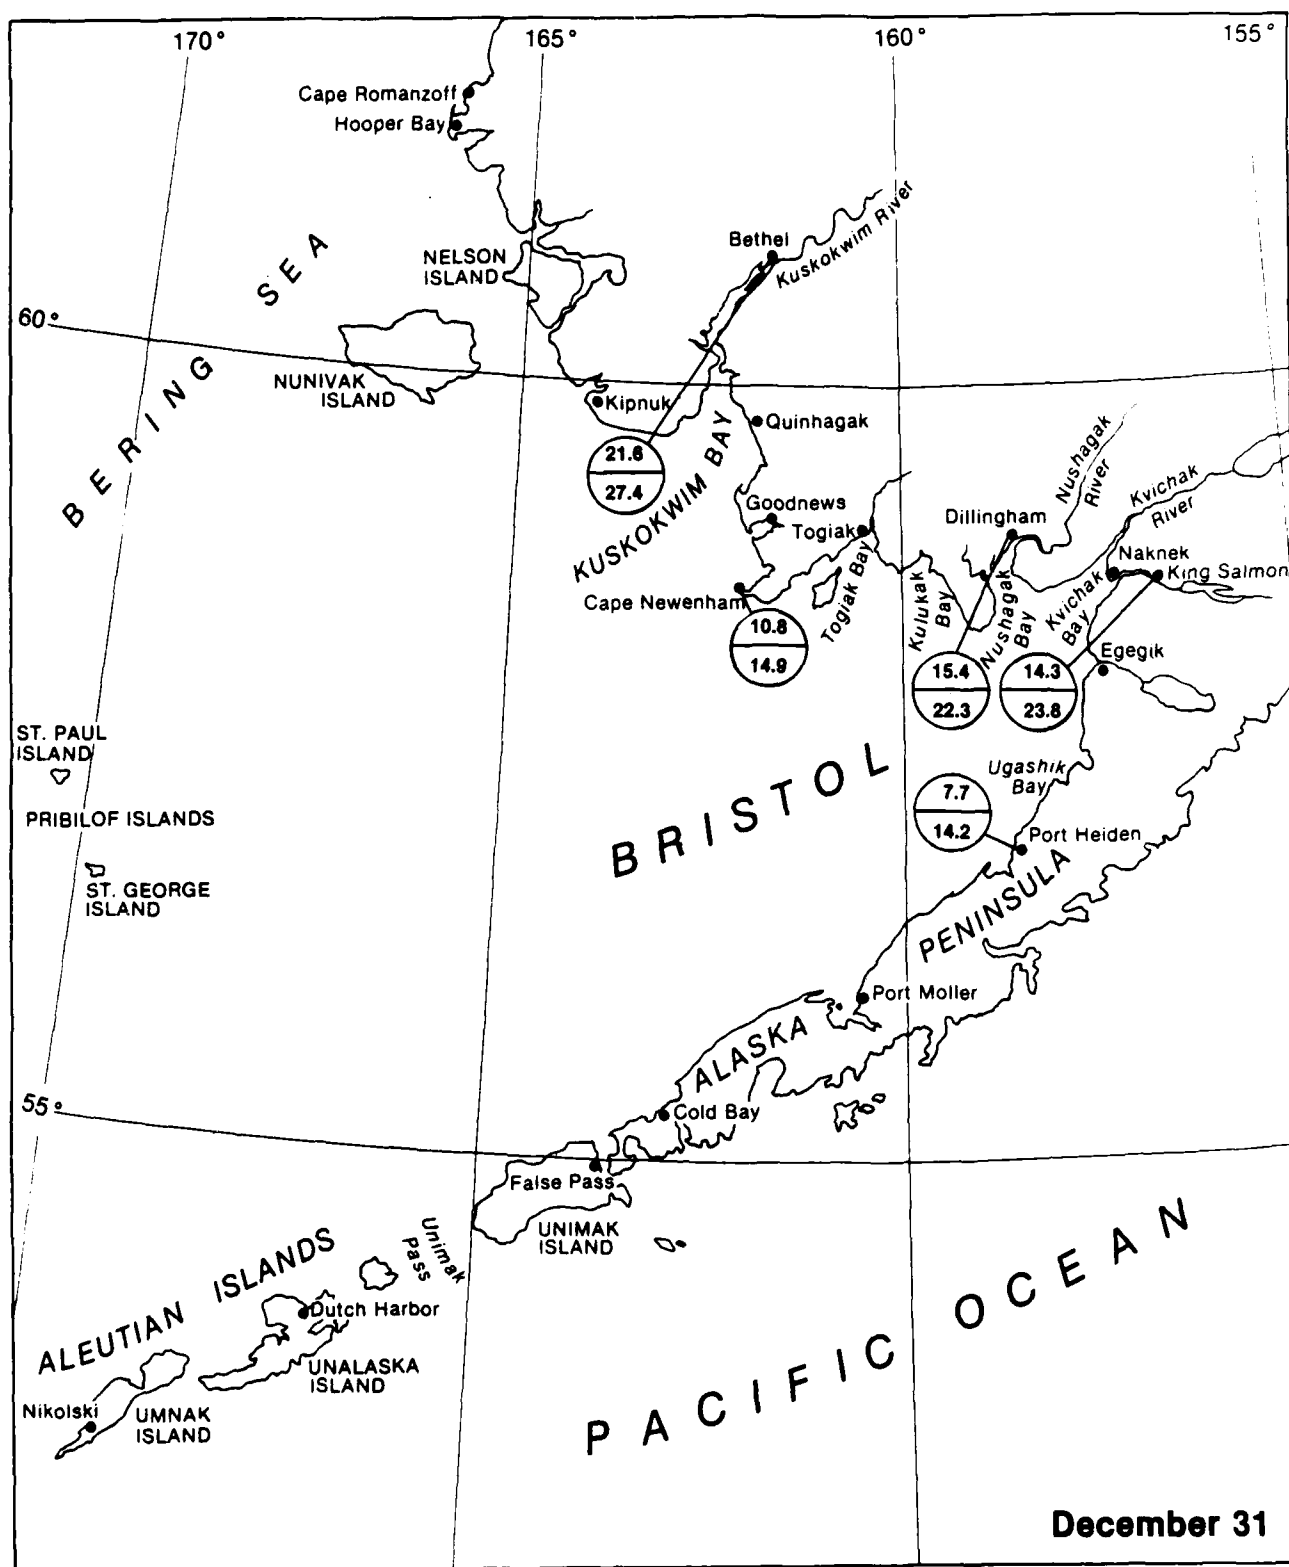 170°
165°
160°
155°
Cape Romanzoff
Hooper Bay
BERING SEA
NELSON
ISLAND
Bethel
Kuskokwim River
60°
NUNIVAK
ISLAND
Kipnuk
Quinhagak
21.6
27.4
KUSKOKWIM BAY
Goodnews
Togiak
Togiak Bay
Cape Newenham
10.8
14.9
Dillingham
Nushagak
River
Kvichak
River
Naknek
King Salmon
Kulukak
Bay
Nushagak
Bay
Kvichak
Bay
Egegik
15.4
22.3
14.3
23.8
ST. PAUL
ISLAND
PRIBILOF ISLANDS
ST. GEORGE
ISLAND
BRISTOL
Ugashik
Bay
7.7
14.2
Port Heiden
ALASKA PENINSULA
Port Moller
55°
Cold Bay
False Pass
UNIMAK
ISLAND
Unimak
Pass
ALEUTIAN ISLANDS
Dutch Harbor
UNALASKA
ISLAND
Nikolski
UMNAK
ISLAND
PACIFIC OCEAN
December 31